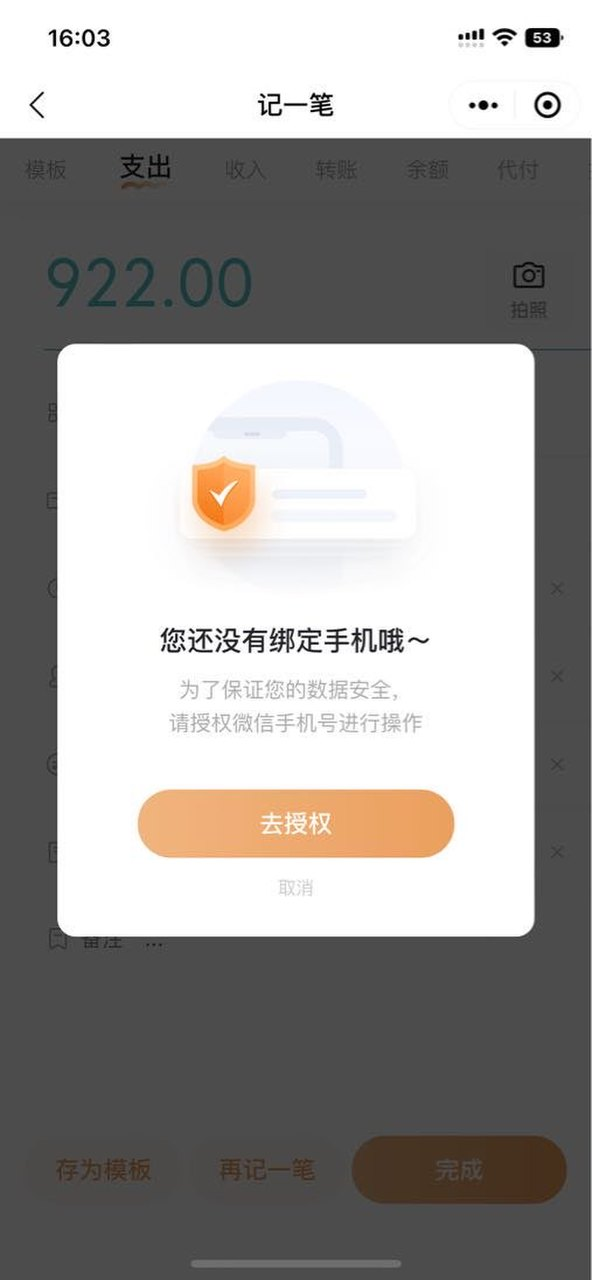 16:03
53
记一笔
模板 支出 收入 转账 余额 代付
922.00
拍照
您还没有绑定手机哦～
为了保证您的数据安全,
请授权微信手机号进行操作
去授权
取消
备注 ...
存为模板 再记一笔 完成